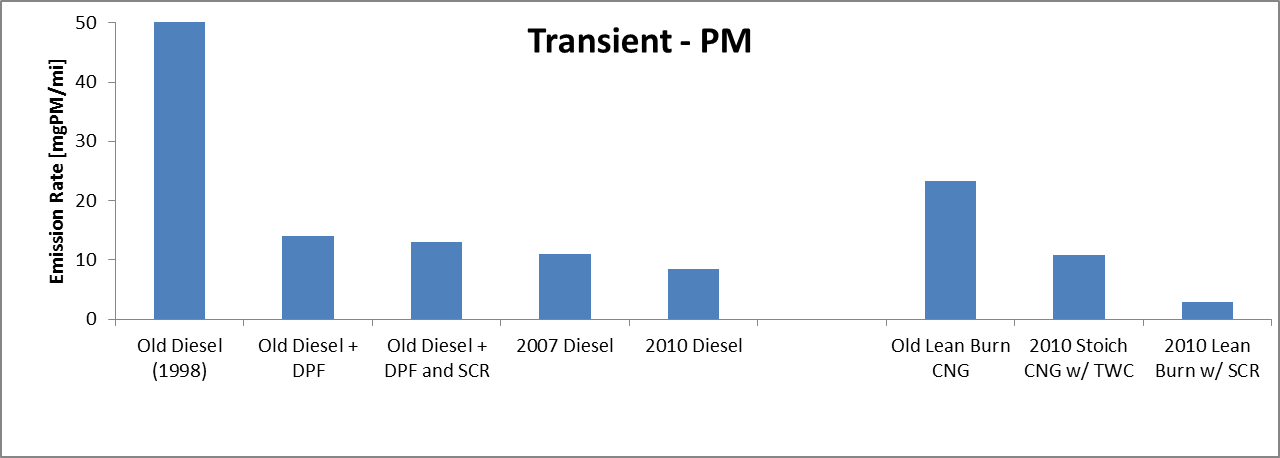 Transient - PM
Emission Rate [mgPM/mi]
50
40
30
20
10
0
Old Diesel
(1998)
Old Diesel +
DPF
Old Diesel +
DPF and SCR
2007 Diesel
2010 Diesel
Old Lean Burn
CNG
2010 Stoich
CNG w/ TWC
2010 Lean
Burn w/ SCR